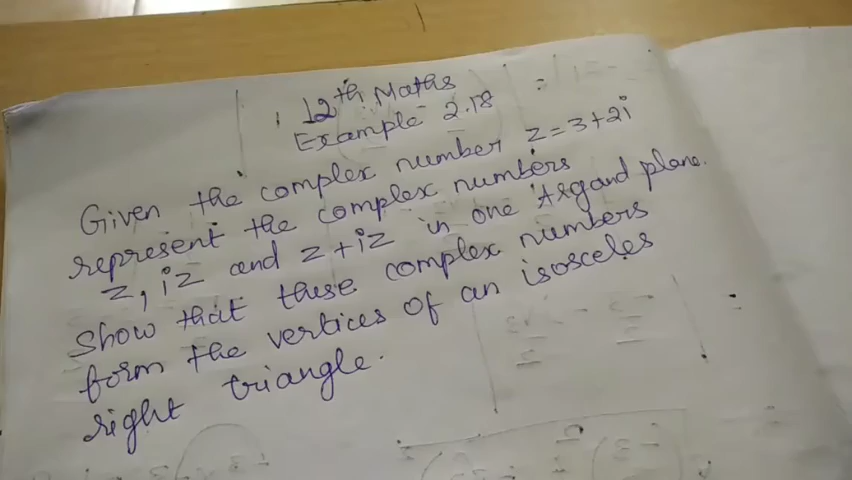 12th Maths
Example 2.18
Given the complex number z = 3+2i
represent the complex numbers
z, iz and z+iz in one Argand plane.
Show that these complex numbers
form the vertices of an isosceles
right triangle.